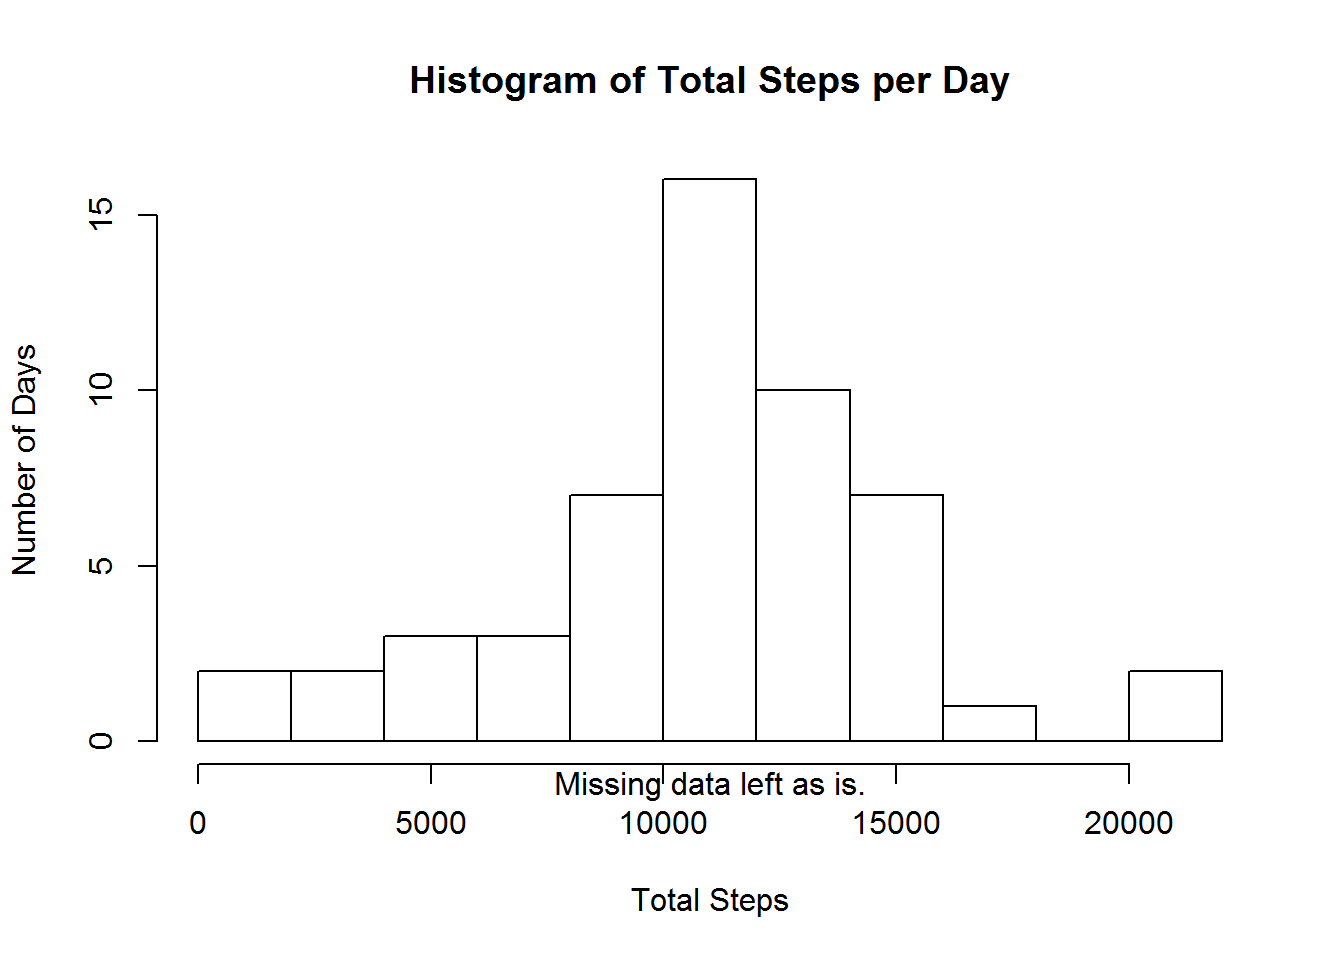 Histogram of Total Steps per Day
Number of Days
15
10
5
0
Missing data left as is.
0 5000 10000 15000 20000
Total Steps